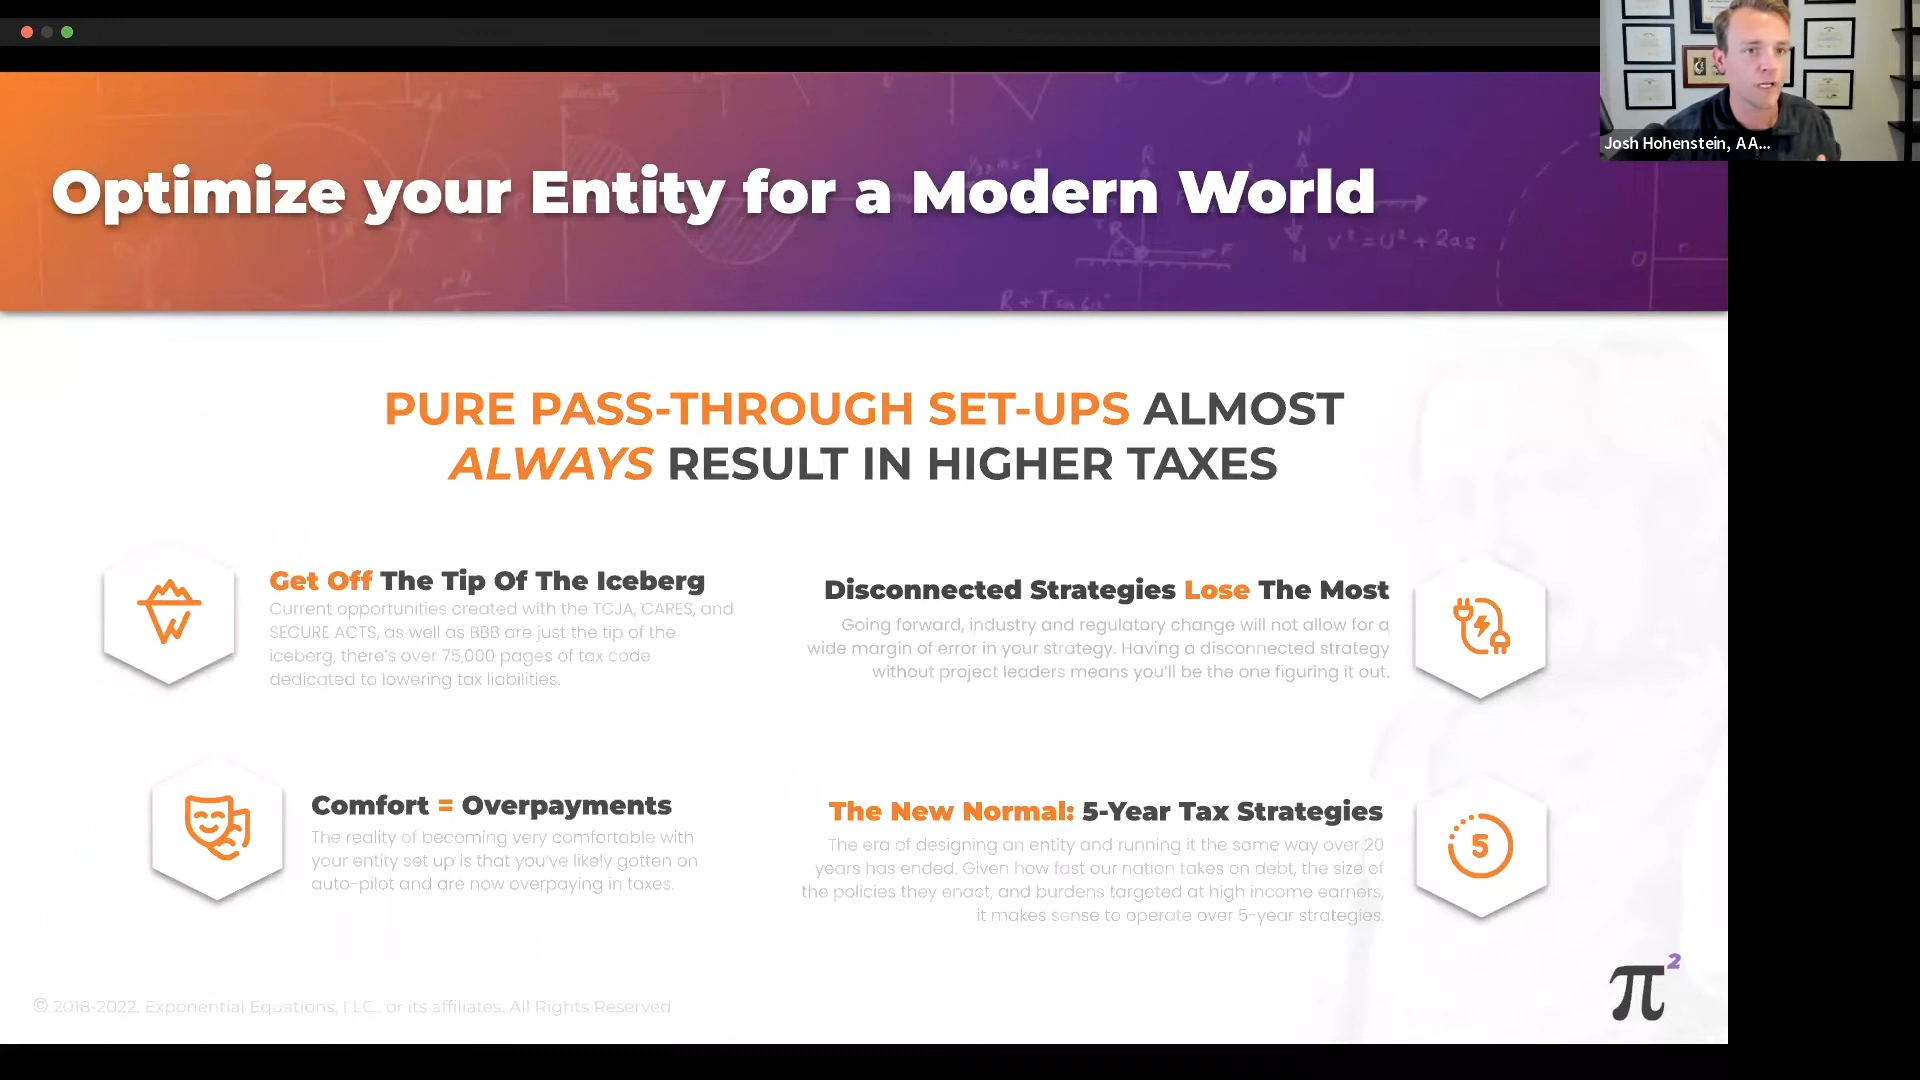 Josh Hohenstein, AA...
Optimize your Entity for a Modern World
N
R
N
R
F
V² = U² + 2as
O
r
PURE PASS-THROUGH SET-UPS ALMOST
ALWAYS RESULT IN HIGHER TAXES
Get Off The Tip Of The Iceberg
Current opportunities created with the TCJA, CARES, and
SECURE ACTS, as well as BBB are just the tip of the
iceberg, there's over 75,000 pages of tax code
dedicated to lowering tax liabilities.
Disconnected Strategies Lose The Most
Going forward, industry and regulatory change will not allow for a
wide margin of error in your strategy. Having a disconnected strategy
without project leaders means you'll be the one figuring it out.
Comfort = Overpayments
The reality of becoming very comfortable with
your entity set up is that you've likely gotten on
auto-pilot and are now overpaying in taxes.
The New Normal: 5-Year Tax Strategies
The era of designing an entity and running it the same way over 20
years has ended. Given how fast our nation takes on debt, the size of
the policies they enact, and burdens targeted at high income earners,
it makes sense to operate over 5-year strategies.
5
π²
© 2018-2022, Exponential Equations, LLC., or its affiliates. All Rights Reserved